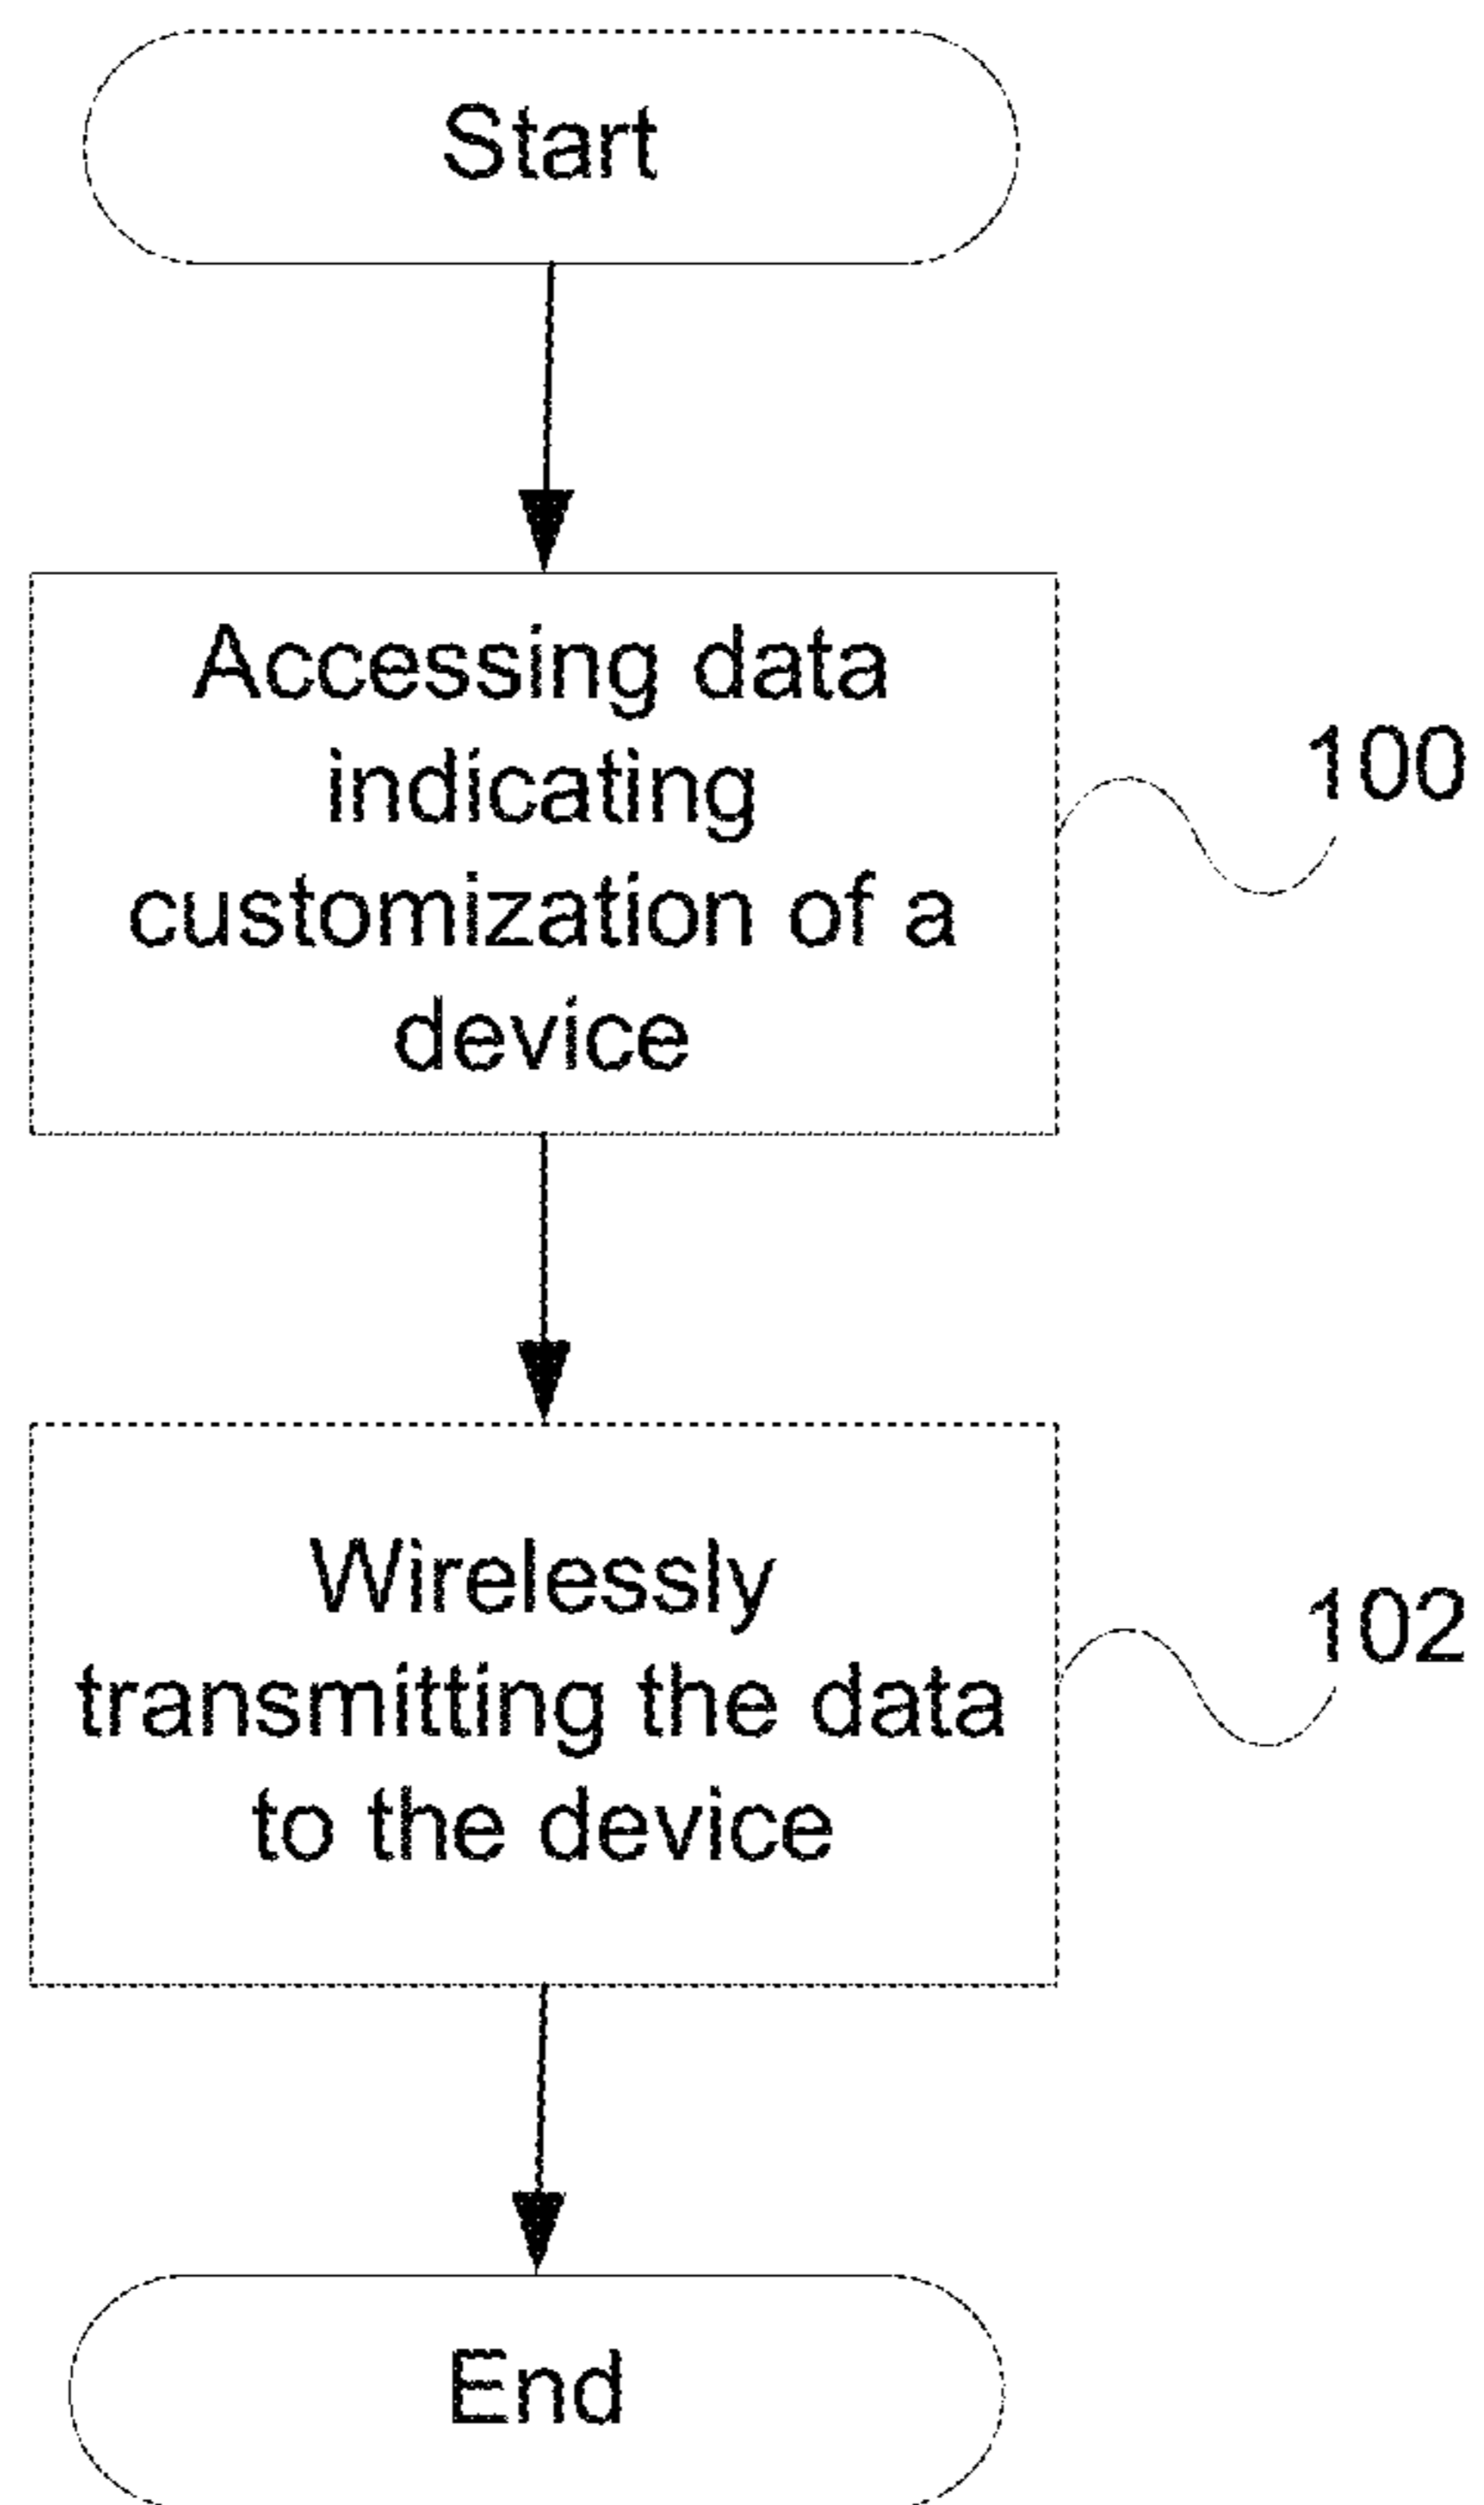 Start
Accessing data
indicating
customization of a
device
100
Wirelessly
transmitting the data
to the device
102
End